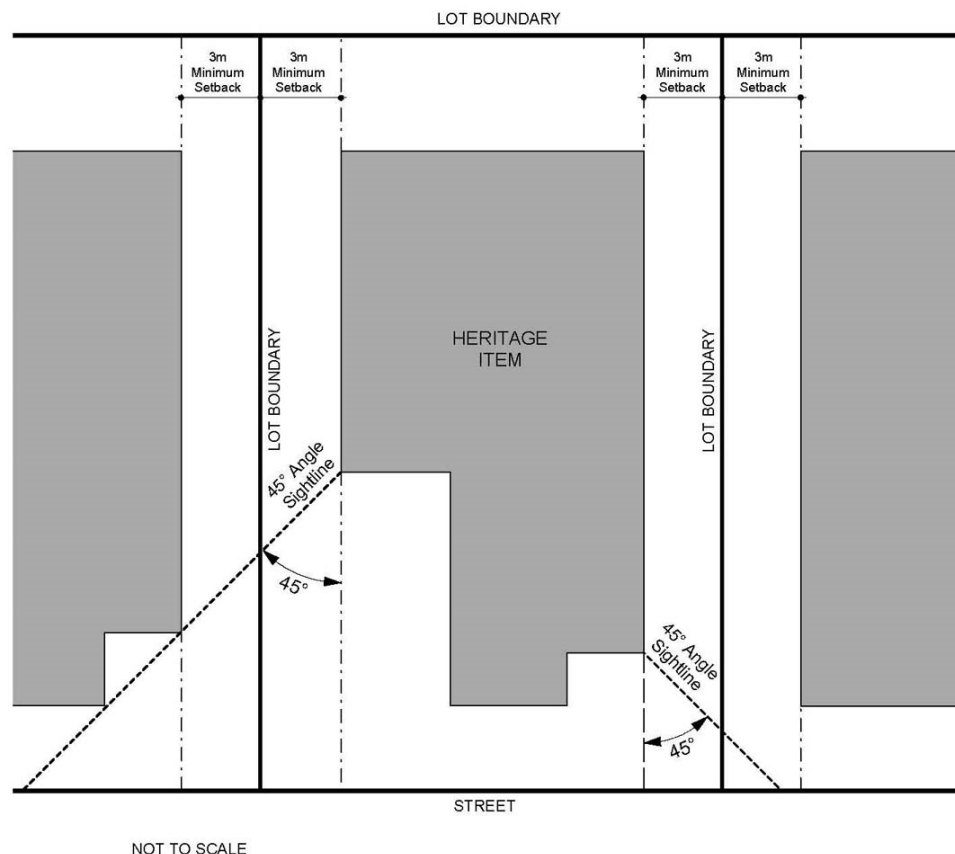 LOT BOUNDARY
3m
Minimum
Setback
3m
Minimum
Setback
3m
Minimum
Setback
3m
Minimum
Setback
HERITAGE
ITEM
LOT BOUNDARY
LOT BOUNDARY
45° Angle
Sightline
45°
45° Angle
Sightline
45°
STREET
NOT TO SCALE